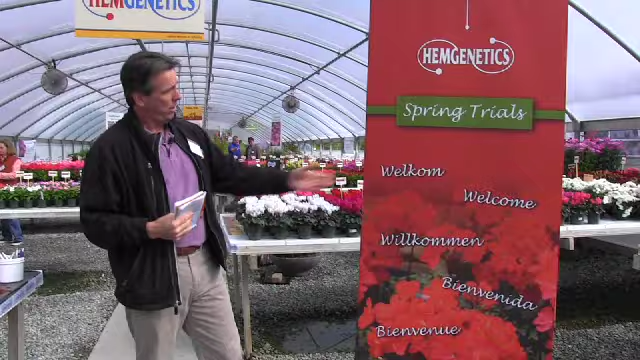 HEMGENETICS
HEMGENETICS
Spring Trials
Welkom
Welcome
Willkommen
Bienvenida
Bienvenue